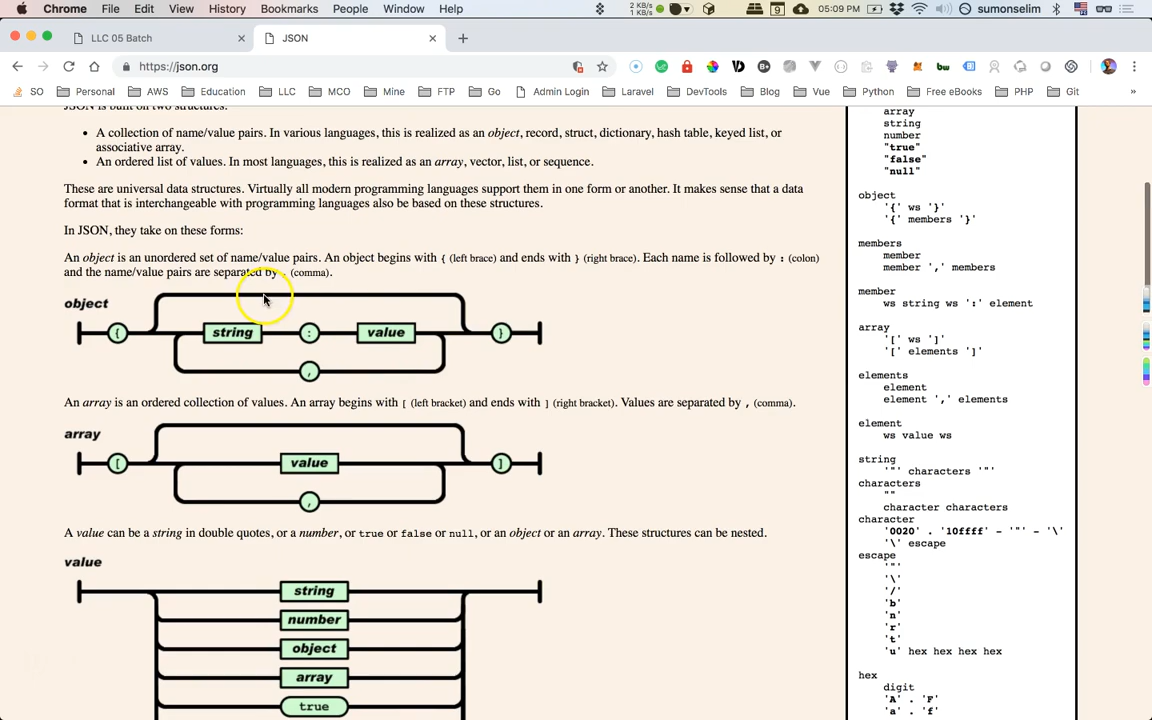 Chrome File Edit View History Bookmarks People Window Help 2 KB/s 1 KB/s 9 05:09 PM sumonselim
LLC 05 Batch JSON
https://json.org
SO Personal AWS Education LLC MCO Mine FTP Go Admin Login Laravel DevTools Blog Vue Python Free eBooks PHP Git »
JSON is built on two structures:
• A collection of name/value pairs. In various languages, this is realized as an object, record, struct, dictionary, hash table, keyed list, or
associative array.
• An ordered list of values. In most languages, this is realized as an array, vector, list, or sequence.
These are universal data structures. Virtually all modern programming languages support them in one form or another. It makes sense that a data
format that is interchangeable with programming languages also be based on these structures.
In JSON, they take on these forms:
An object is an unordered set of name/value pairs. An object begins with { (left brace) and ends with } (right brace). Each name is followed by : (colon)
and the name/value pairs are separated by , (comma).
object
{ string : value }
,
An array is an ordered collection of values. An array begins with [ (left bracket) and ends with ] (right bracket). Values are separated by , (comma).
array
[ value ]
,
A value can be a string in double quotes, or a number, or true or false or null, or an object or an array. These structures can be nested.
value
string
number
object
array
true
array
string
number
"true"
"false"
"null"
object
'{' ws '}'
'{' members '}'
members
member
member ',' members
member
ws string ws ':' element
array
'[' ws ']'
'[' elements ']'
elements
element
element ',' elements
element
ws value ws
string
'"' characters '"'
characters
""
character characters
character
'0020' . '10ffff' - '"' - '\'
'\' escape
escape
'"'
'\'
'/'
'b'
'n'
'r'
't'
'u' hex hex hex hex
hex
digit
'A' . 'F'
'a' . 'f'